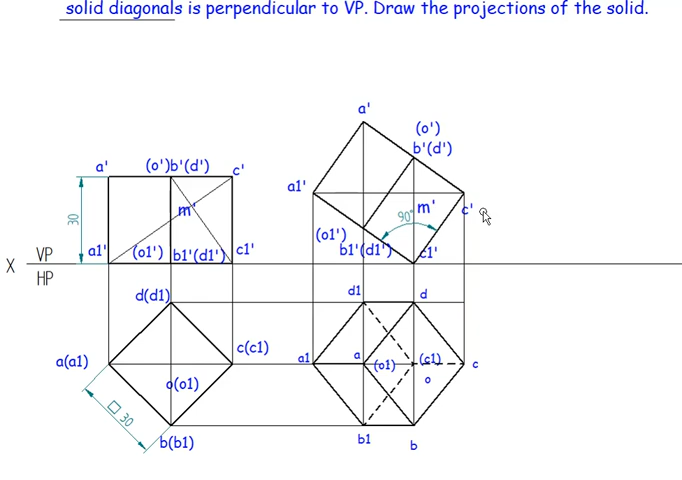 solid diagonals is perpendicular to VP. Draw the projections of the solid.
a'
(o')
b'(d')
a' (o')b'(d') c'
a1'
30
m'
90°
m'
c'
(o1')
a1' (o1') b1'(d1') c1'
b1'(d1')
c1'
X
VP
HP
d(d1)
d1
d
c(c1)
a(a1)
a1
a
(o1)
(c1)
c
o(o1)
o
□ 30
b(b1)
b1
b